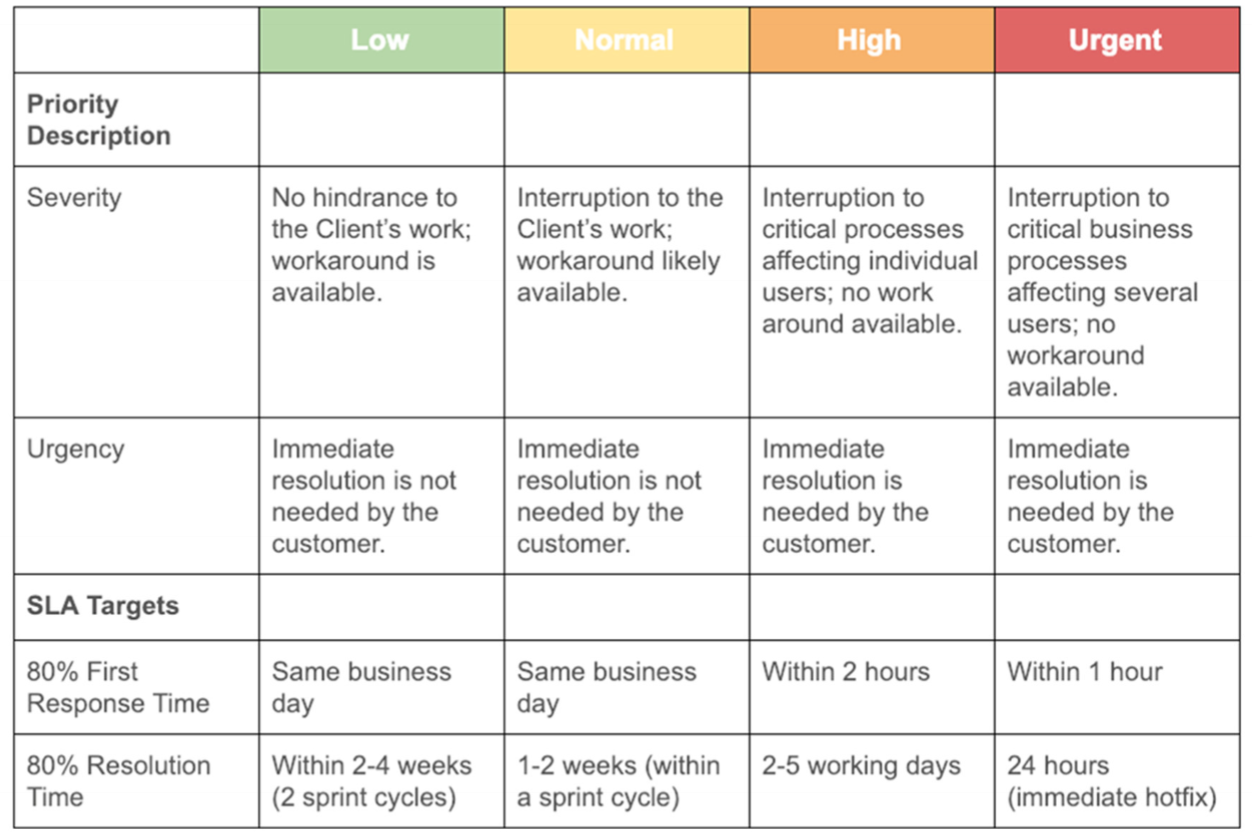 Low Normal High Urgent
Priority
Description
Severity
No hindrance to
the Client’s work;
workaround is
available.
Interruption to the
Client’s work;
workaround likely
available.
Interruption to
critical processes
affecting individual
users; no work
around available.
Interruption to
critical business
processes
affecting several
users; no
workaround
available.
Urgency
Immediate
resolution is not
needed by the
customer.
Immediate
resolution is not
needed by the
customer.
Immediate
resolution is
needed by the
customer.
Immediate
resolution is
needed by the
customer.
SLA Targets
80% First
Response Time
Same business
day
Same business
day
Within 2 hours
Within 1 hour
80% Resolution
Time
Within 2-4 weeks
(2 sprint cycles)
1-2 weeks (within
a sprint cycle)
2-5 working days
24 hours
(immediate hotfix)